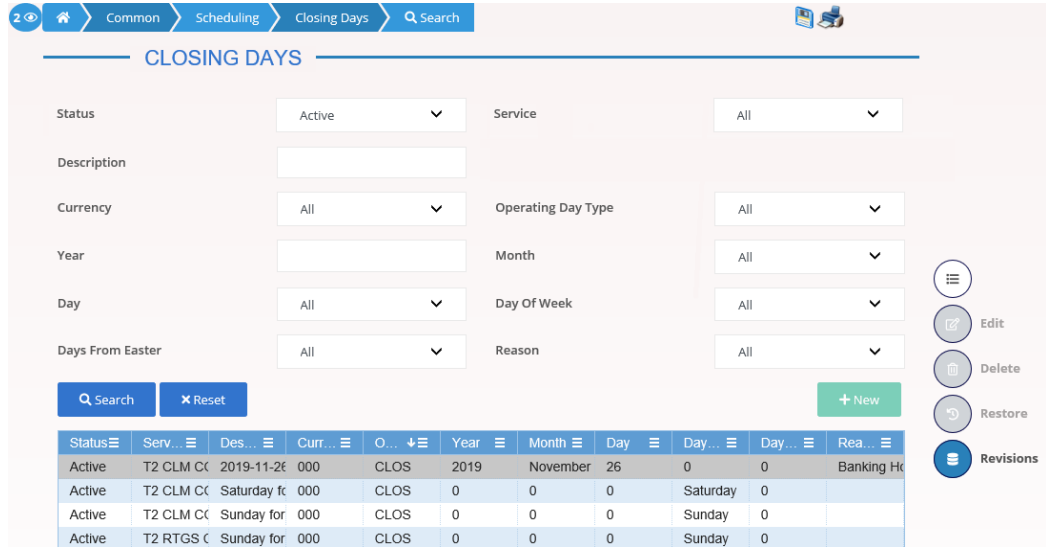 2 Common Scheduling Closing Days Search
CLOSING DAYS
Status Active Service All
Description
Currency All Operating Day Type All
Year Month All
Day All Day Of Week All
Days From Easter All Reason All
Edit
Delete
Restore
Revisions
Search Reset New
Status Serv... Des... Curr... O... Year Month Day Day... Day... Rea...
Active T2 CLM CC 2019-11-26 000 CLOS 2019 November 26 0 0 Banking Ho
Active T2 CLM CC Saturday fo 000 CLOS 0 0 0 Saturday 0
Active T2 CLM CC Sunday for 000 CLOS 0 0 0 Sunday 0
Active T2 RTGS C Sunday for 000 CLOS 0 0 0 Sunday 0